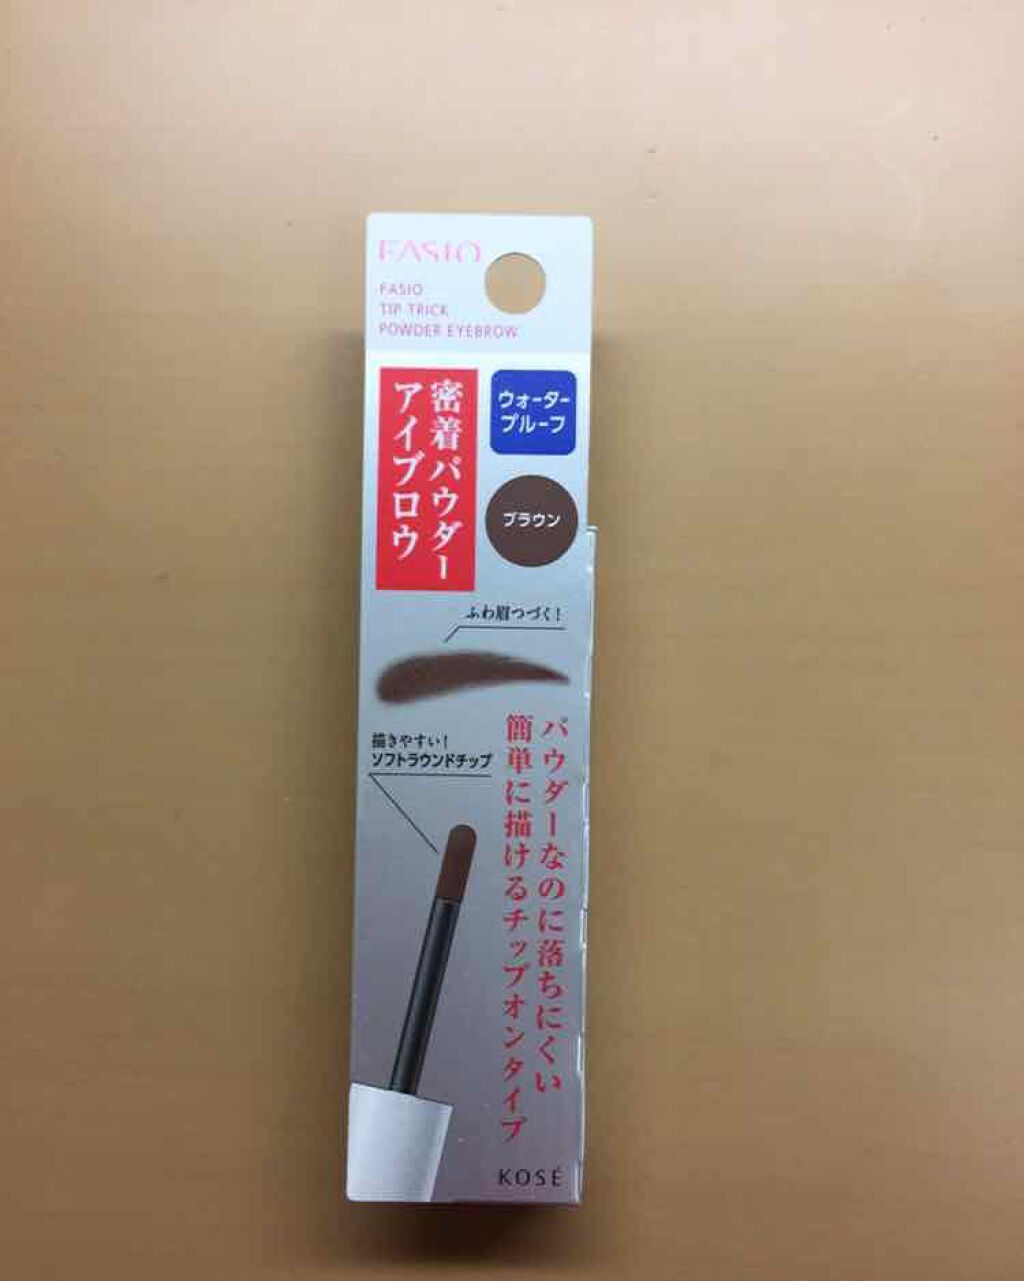 FASIO
FASIO
TIP TRICK
POWDER EYEBROW
密着パウダー
アイブロウ
ウォーター
プルーフ
ブラウン
ふわ眉つづく!
描きやすい!
ソフトラウンドチップ
パウダーなのに落ちにくい
簡単に描けるチップオンタイプ
KOSÉ